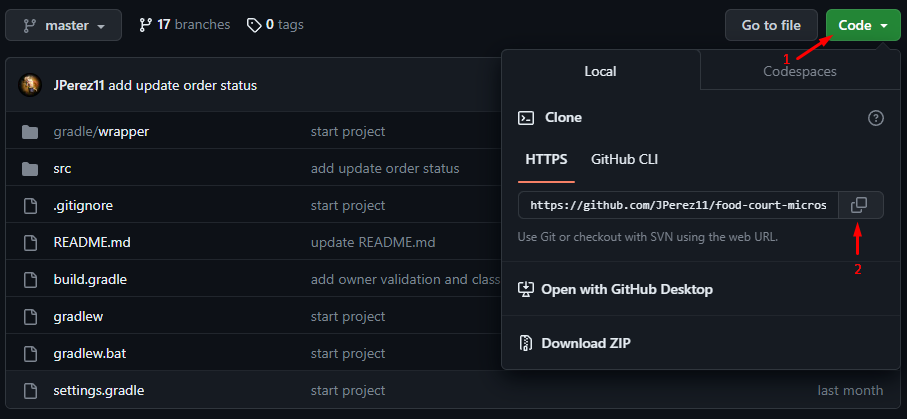 master 17 branches 0 tags Go to file Code
1
Local Codespaces
JPerez11 add update order status
Clone
gradle/wrapper start project
HTTPS GitHub CLI
src add update order status
.gitignore start project
https://github.com/JPerez11/food-court-micros
README.md update README.md
Use Git or checkout with SVN using the web URL.
2
build.gradle add owner validation and class
Open with GitHub Desktop
gradlew start project
gradlew.bat start project
Download ZIP
settings.gradle start project last month